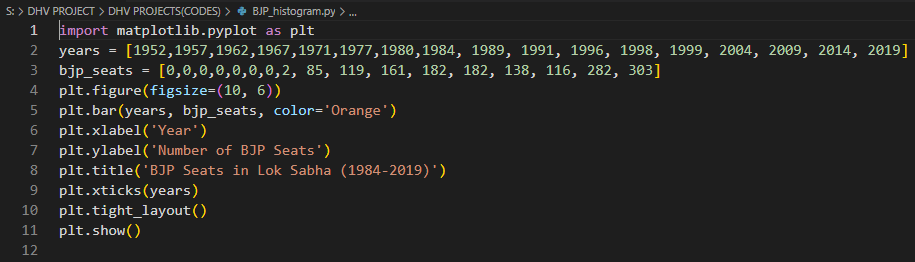 S: > DHV PROJECT > DHV PROJECTS(CODES) > BJP_histogram.py > ...
1 import matplotlib.pyplot as plt
2 years = [1952,1957,1962,1967,1971,1977,1980,1984, 1989, 1991, 1996, 1998, 1999, 2004, 2009, 2014, 2019]
3 bjp_seats = [0,0,0,0,0,0,0,2, 85, 119, 161, 182, 182, 138, 116, 282, 303]
4 plt.figure(figsize=(10, 6))
5 plt.bar(years, bjp_seats, color='Orange')
6 plt.xlabel('Year')
7 plt.ylabel('Number of BJP Seats')
8 plt.title('BJP Seats in Lok Sabha (1984-2019)')
9 plt.xticks(years)
10 plt.tight_layout()
11 plt.show()
12